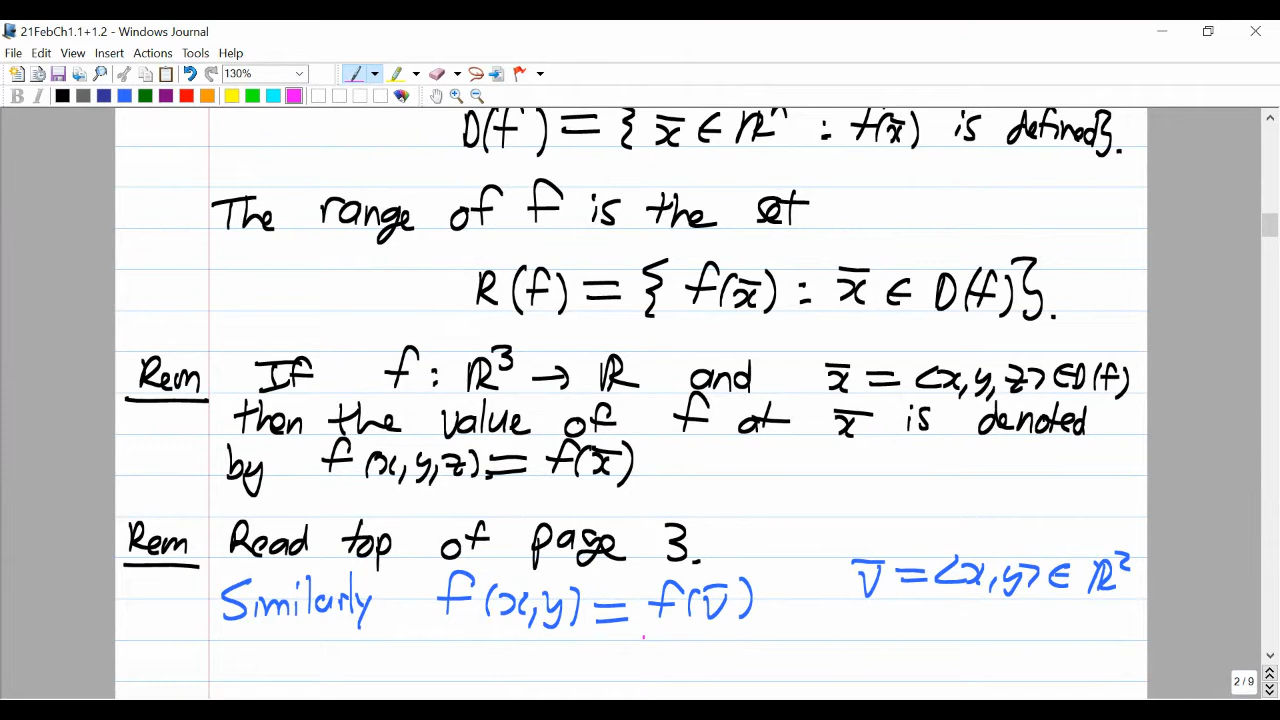 21FebCh1.1+1.2 - Windows Journal
File Edit View Insert Actions Tools Help
130%
B I
D(f) = { x̄ ∈ ℝⁿ : f(x̄) is defined}.
The range of f is the set
R(f) = { f(x̄) : x̄ ∈ D(f)}.
Rem If f : ℝ³ → ℝ and x̄ = <x,y,z> ∈ D(f)
then the value of f at x̄ is denoted
by f(x,y,z) = f(x̄)
Rem Read top of page 3.
Similarly f(x,y) = f(v̄) v̄ = <x,y> ∈ ℝ²
2 / 9